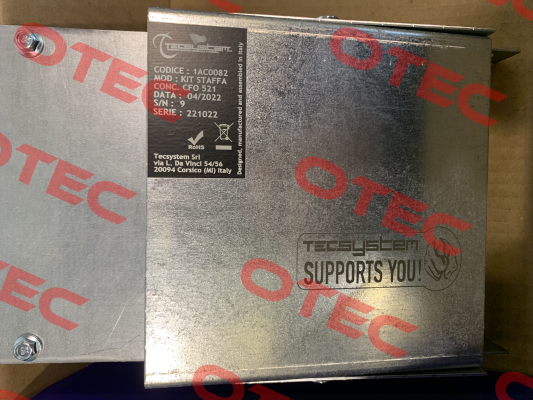 TECSYSTEM
CODICE : 1AC0082
MOD : KIT STAFFA
CONC. CFO 521
DATA : 04/2022
S/N : 9
SERIE : 221022
RoHS
Tecsystem Srl
via L. Da Vinci 54/56
20094 Corsico (MI) Italy
Designed, manufactured and assembled in Italy
TECSYSTEM
SUPPORTS YOU!
OTEC
OTEC
OTEC
OTEC
OTEC
OTEC
OTEC
OTEC
OTEC